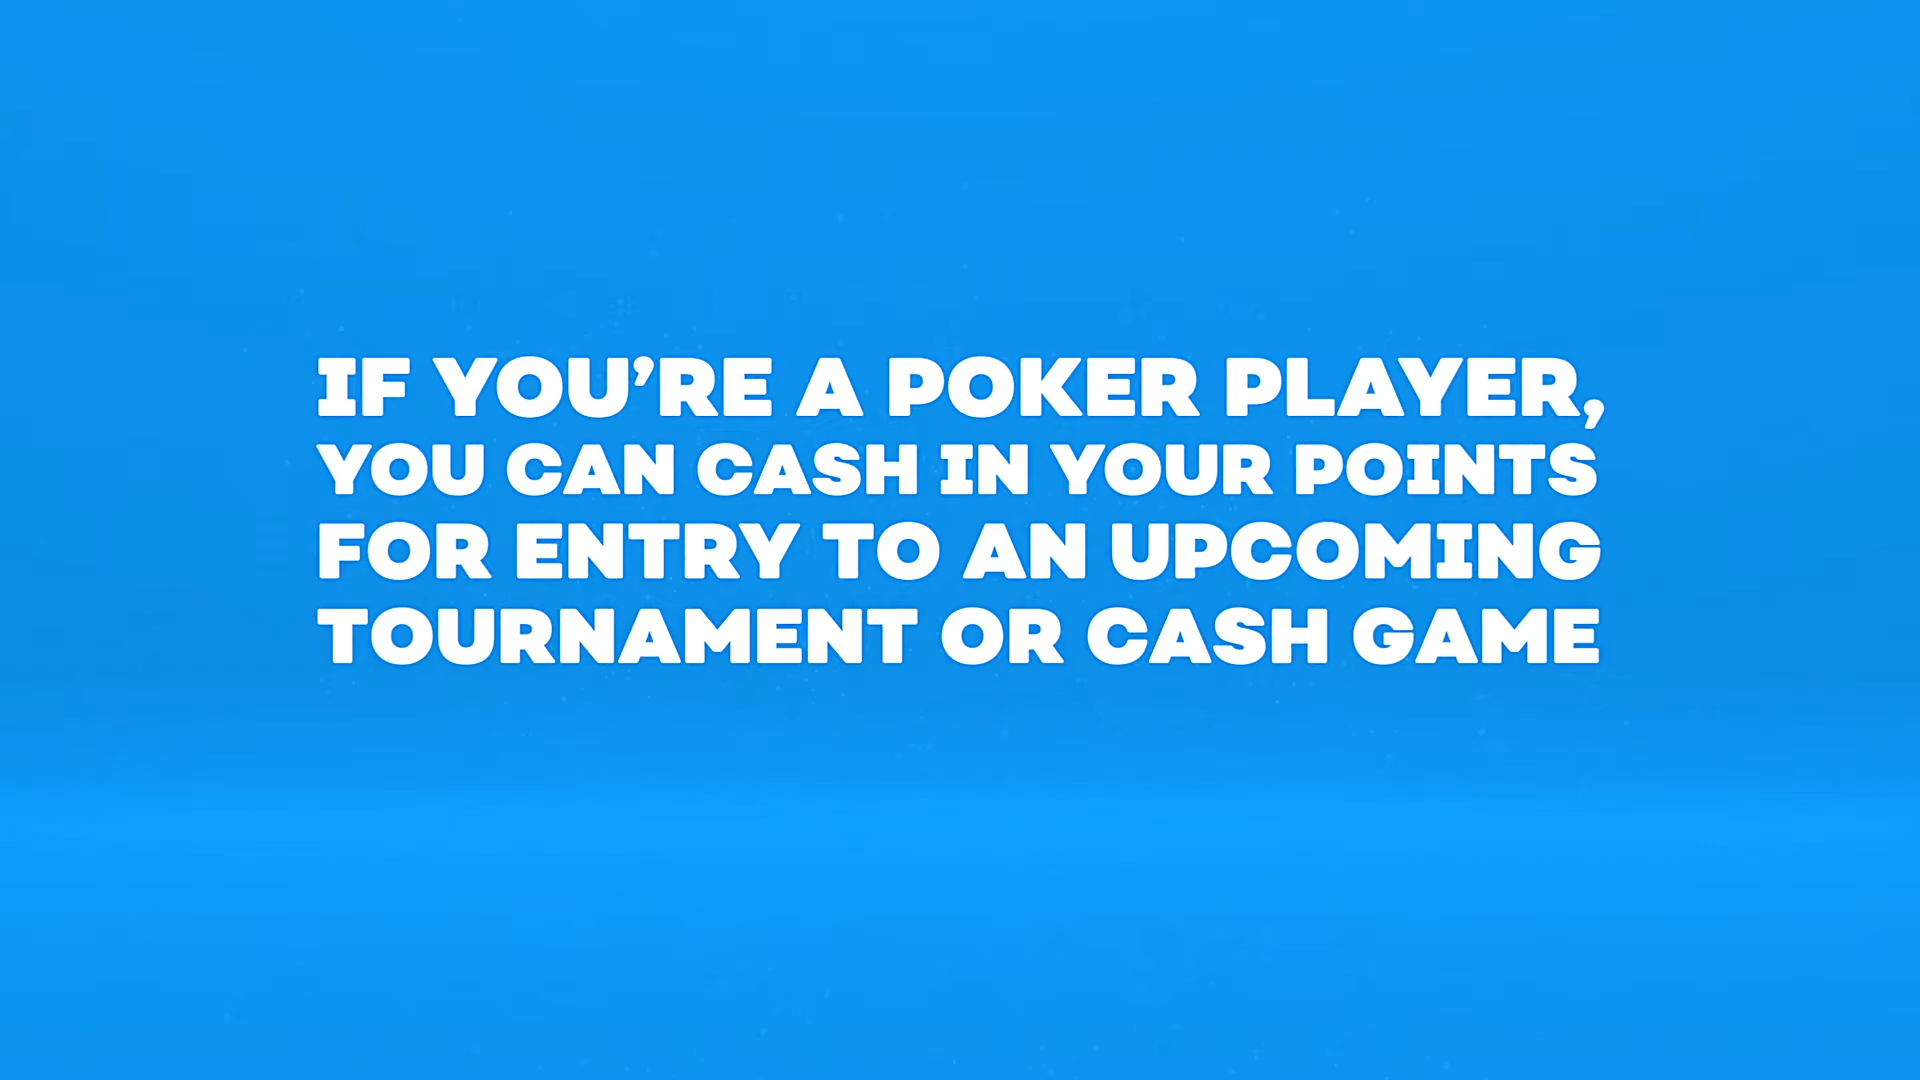 IF YOU’RE A POKER PLAYER,
YOU CAN CASH IN YOUR POINTS
FOR ENTRY TO AN UPCOMING
TOURNAMENT OR CASH GAME